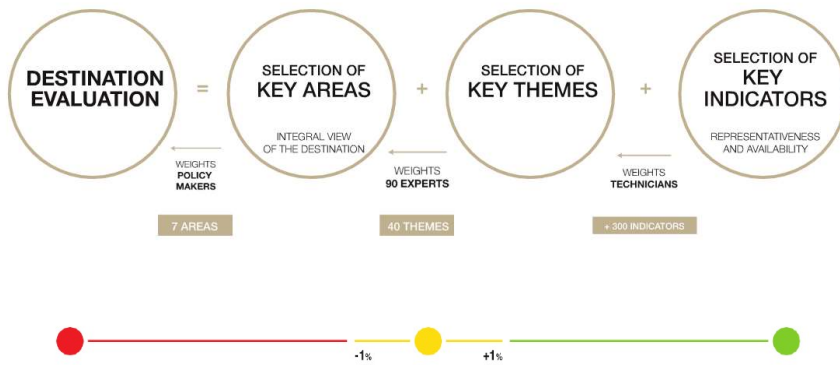 DESTINATION
EVALUATION
=
SELECTION OF
KEY AREAS
INTEGRAL VIEW
OF THE DESTINATION
+
SELECTION OF
KEY THEMES
+
SELECTION OF
KEY
INDICATORS
REPRESENTATIVENESS
AND AVAILABILITY
WEIGHTS
POLICY
MAKERS
WEIGHTS
90 EXPERTS
WEIGHTS
TECHNICIANS
7 AREAS
40 THEMES
+ 300 INDICATORS
-1%
+1%